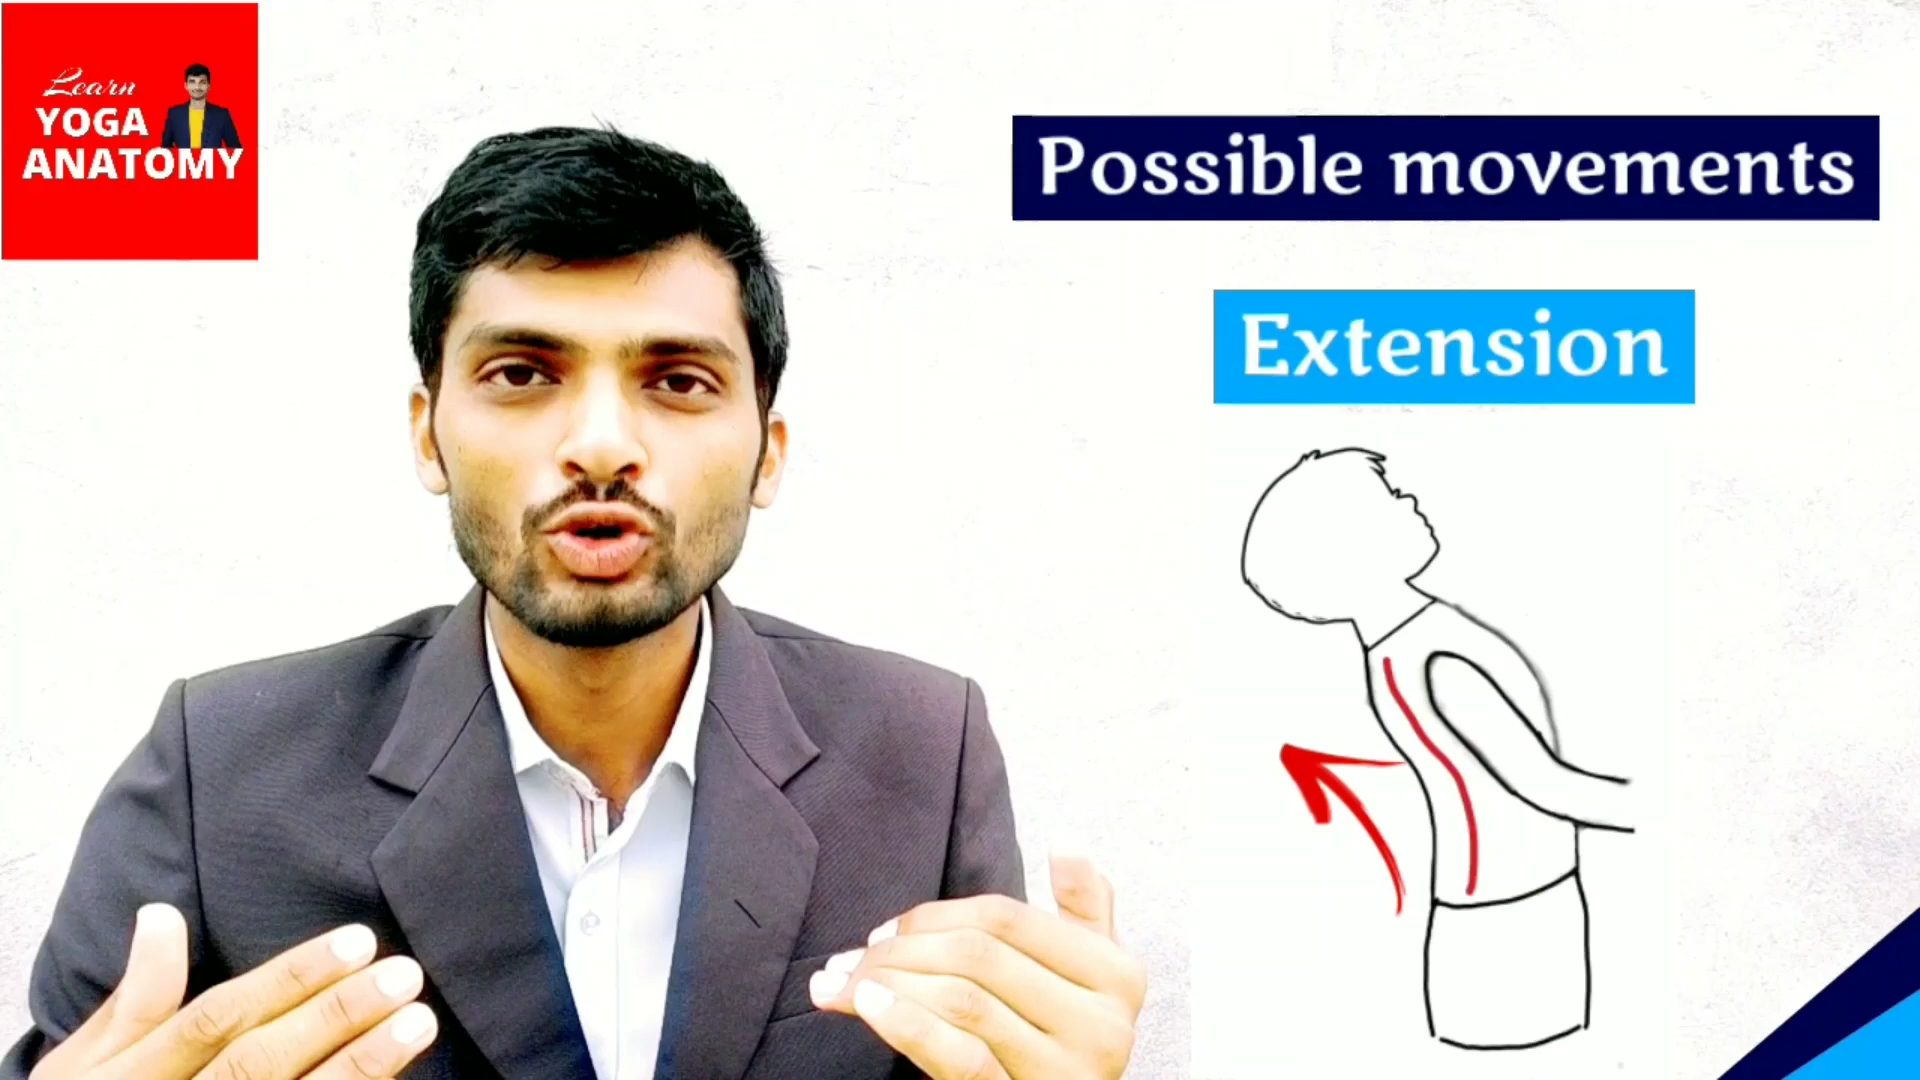 Learn
YOGA
ANATOMY
Possible movements
Extension